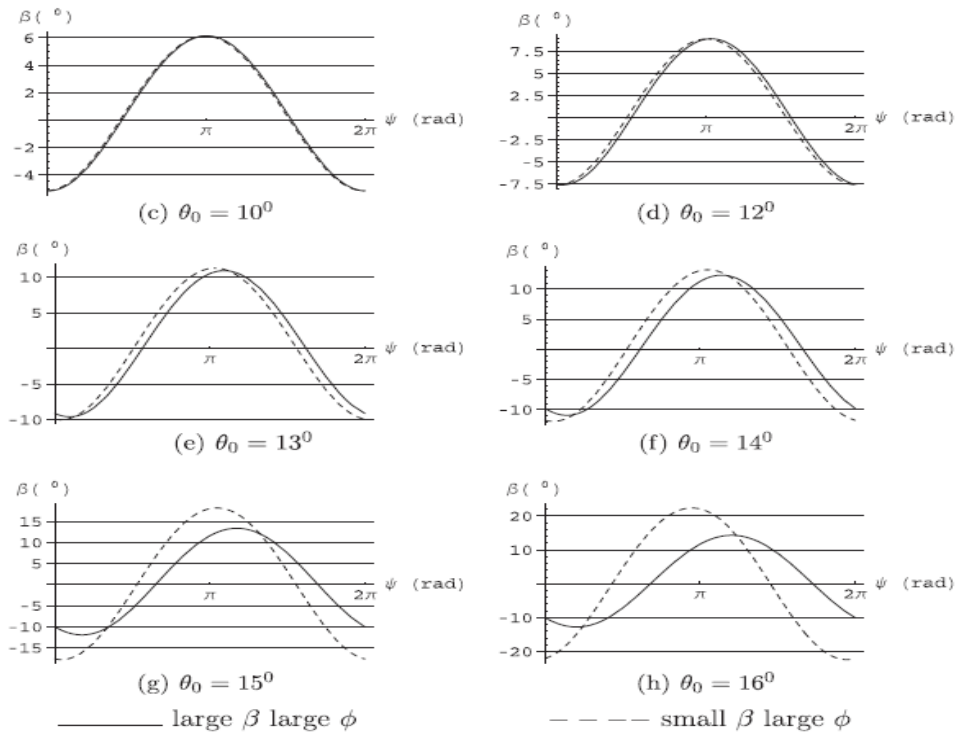 β( °)
6
4
2
-2
-4
π
2π
ψ (rad)
(c) θ₀ = 10⁰
β( °)
7.5
5
2.5
-2.5
-5
-7.5
π
2π
ψ (rad)
(d) θ₀ = 12⁰
β( °)
10
5
-5
-10
π
2π
ψ (rad)
(e) θ₀ = 13⁰
β( °)
10
5
-5
-10
π
2π
ψ (rad)
(f) θ₀ = 14⁰
β( °)
15
10
5
-5
-10
-15
π
2π
ψ (rad)
(g) θ₀ = 15⁰
β( °)
20
10
-10
-20
π
2π
ψ (rad)
(h) θ₀ = 16⁰
large β large ϕ
small β large ϕ